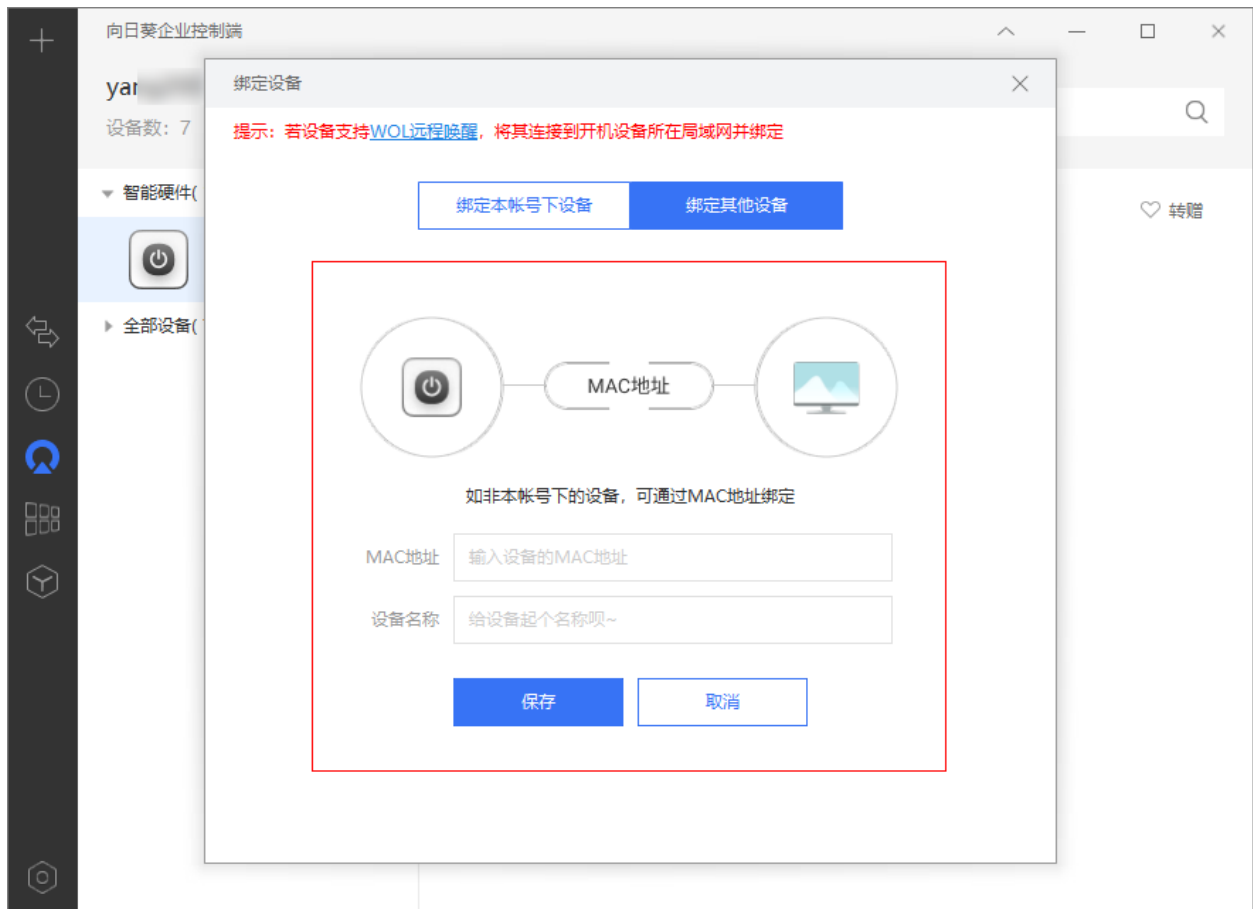 向日葵企业控制端
设备数：7
绑定设备
提示：若设备支持WOL远程唤醒，将其连接到开机设备所在局域网并绑定
智能硬件(
全部设备(
转赠
绑定本帐号下设备
绑定其他设备
MAC地址
如非本帐号下的设备，可通过MAC地址绑定
MAC地址
输入设备的MAC地址
设备名称
给设备起个名称呗~
保存
取消